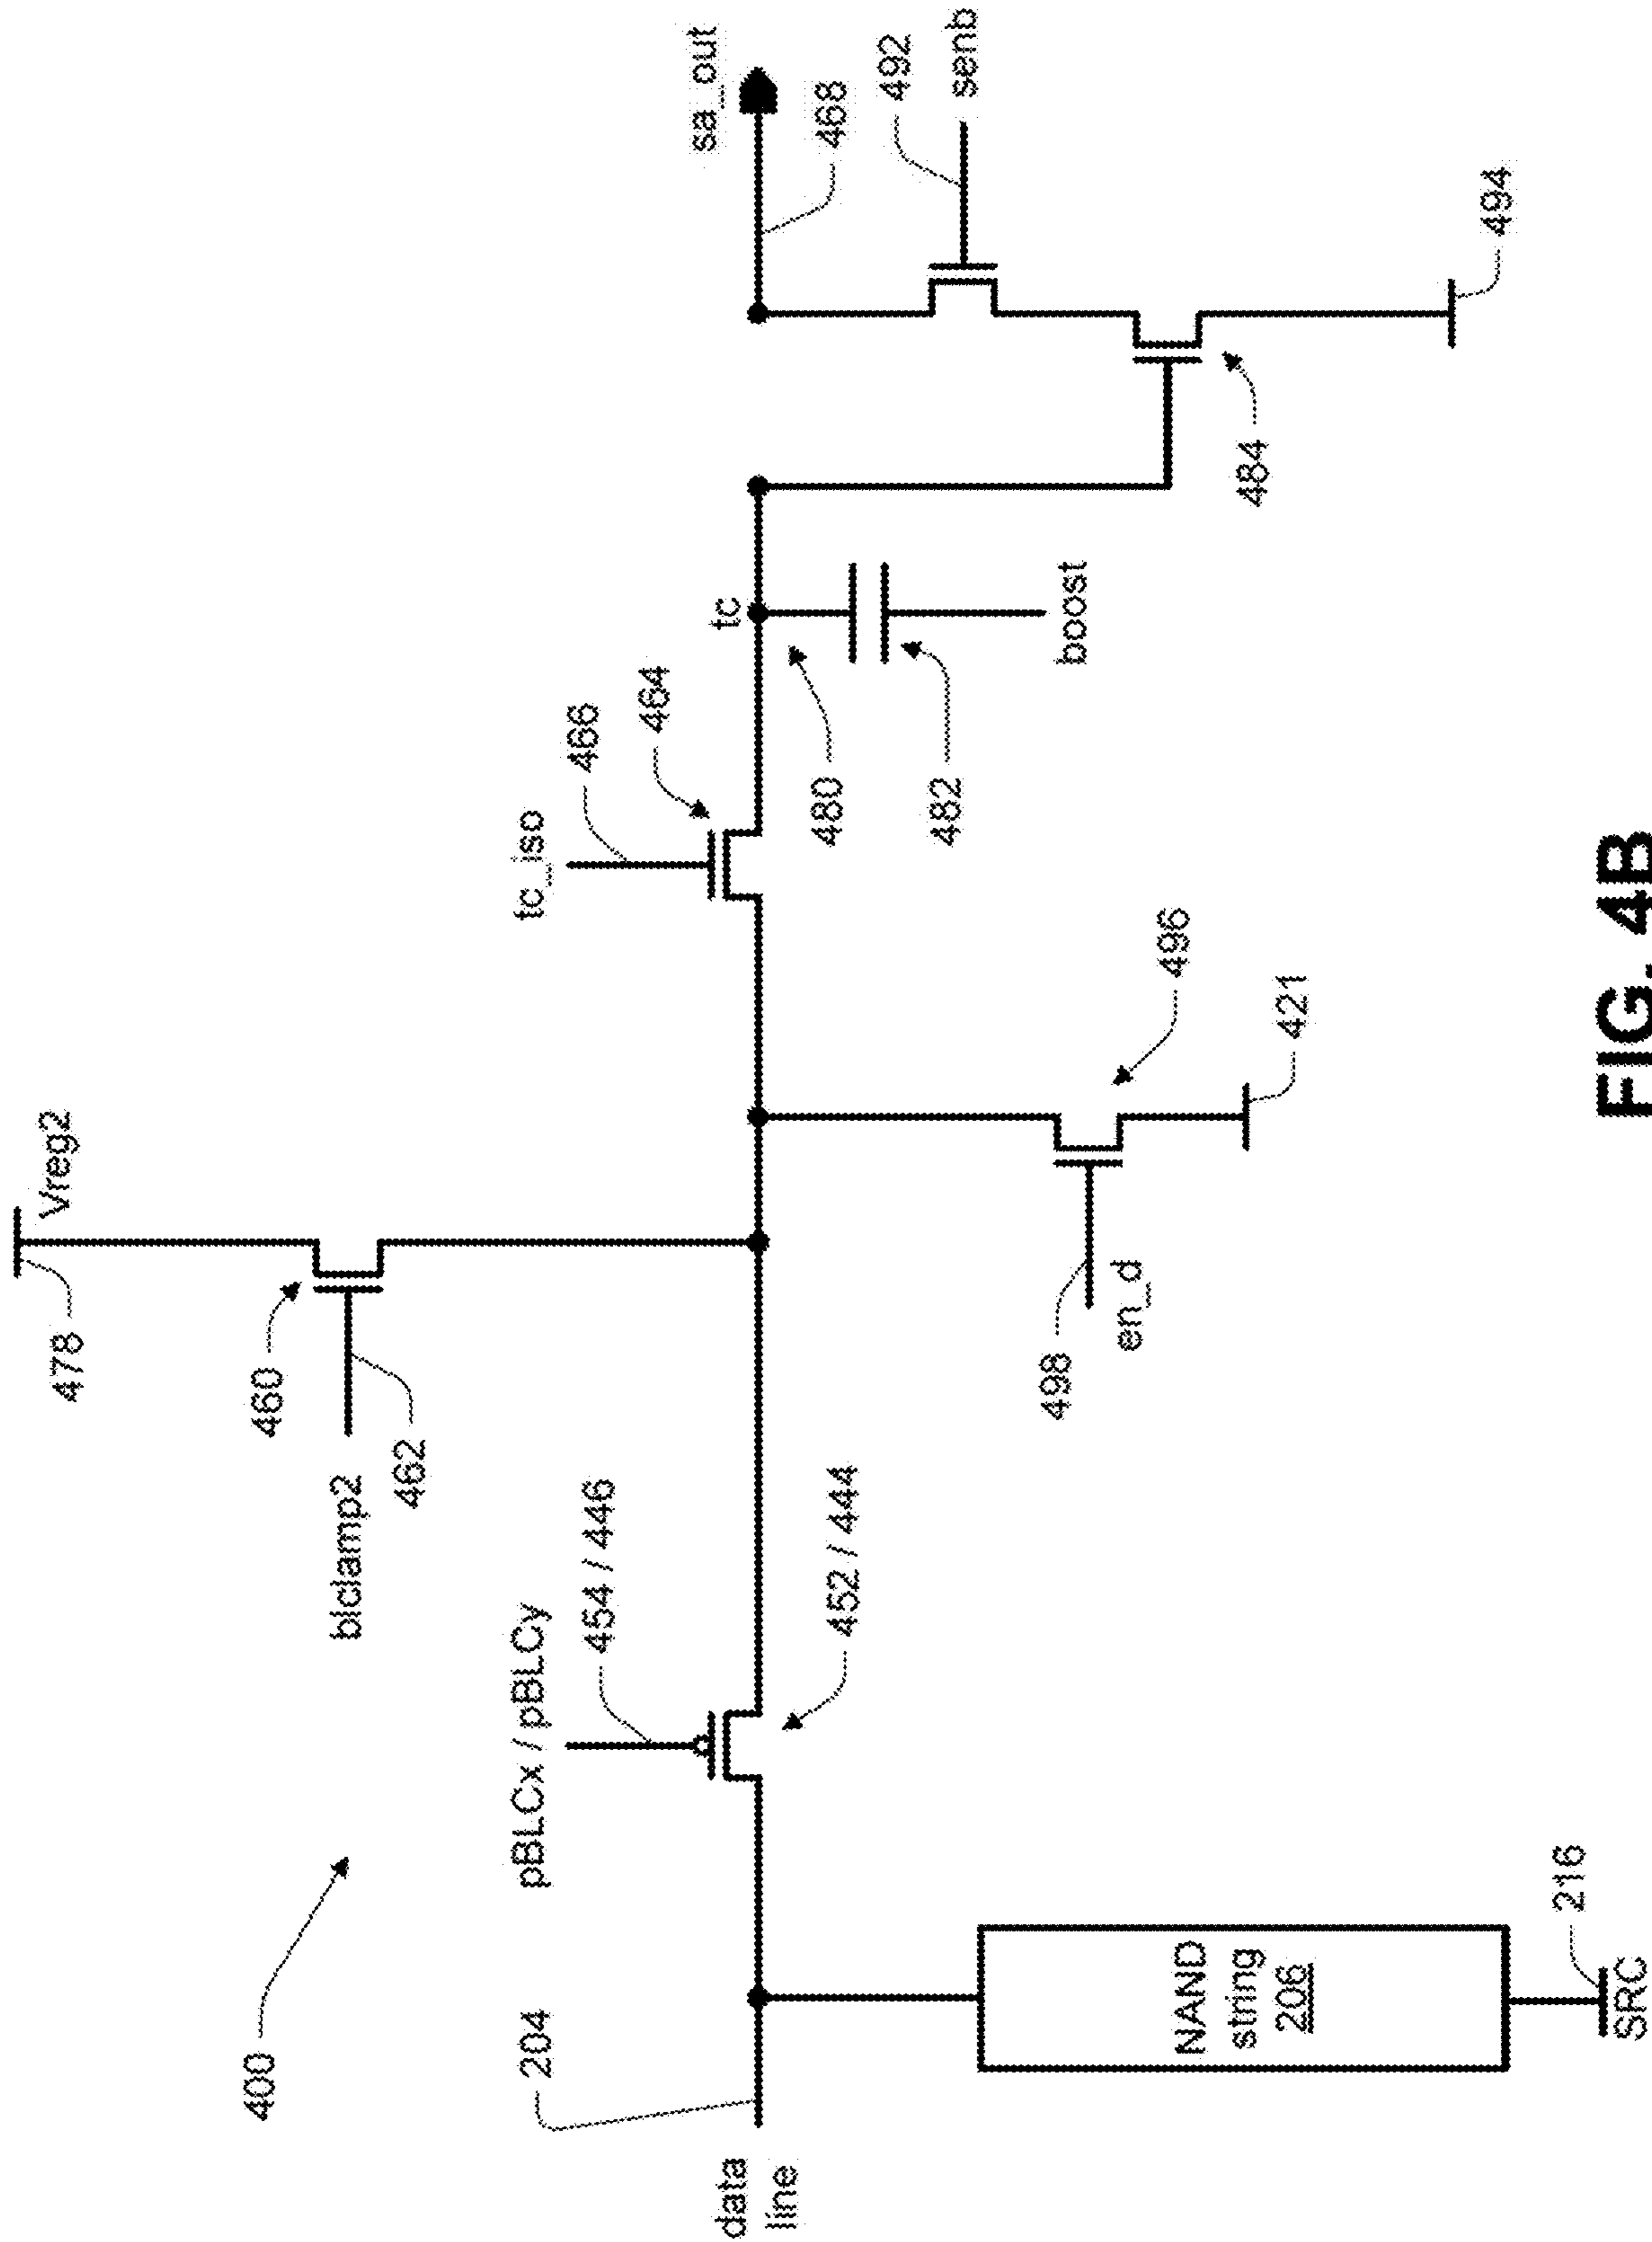 400
204
data
line
NAND
string
206
216
SRC
pBLCx / pBLCy
454 / 446
452 / 444
478
Vreg2
460
462
blclamp2
498
en_d
496
421
tc_iso
466
464
480
482
tc
boost
484
494
sa_out
468
492
senb
FIG. 4B